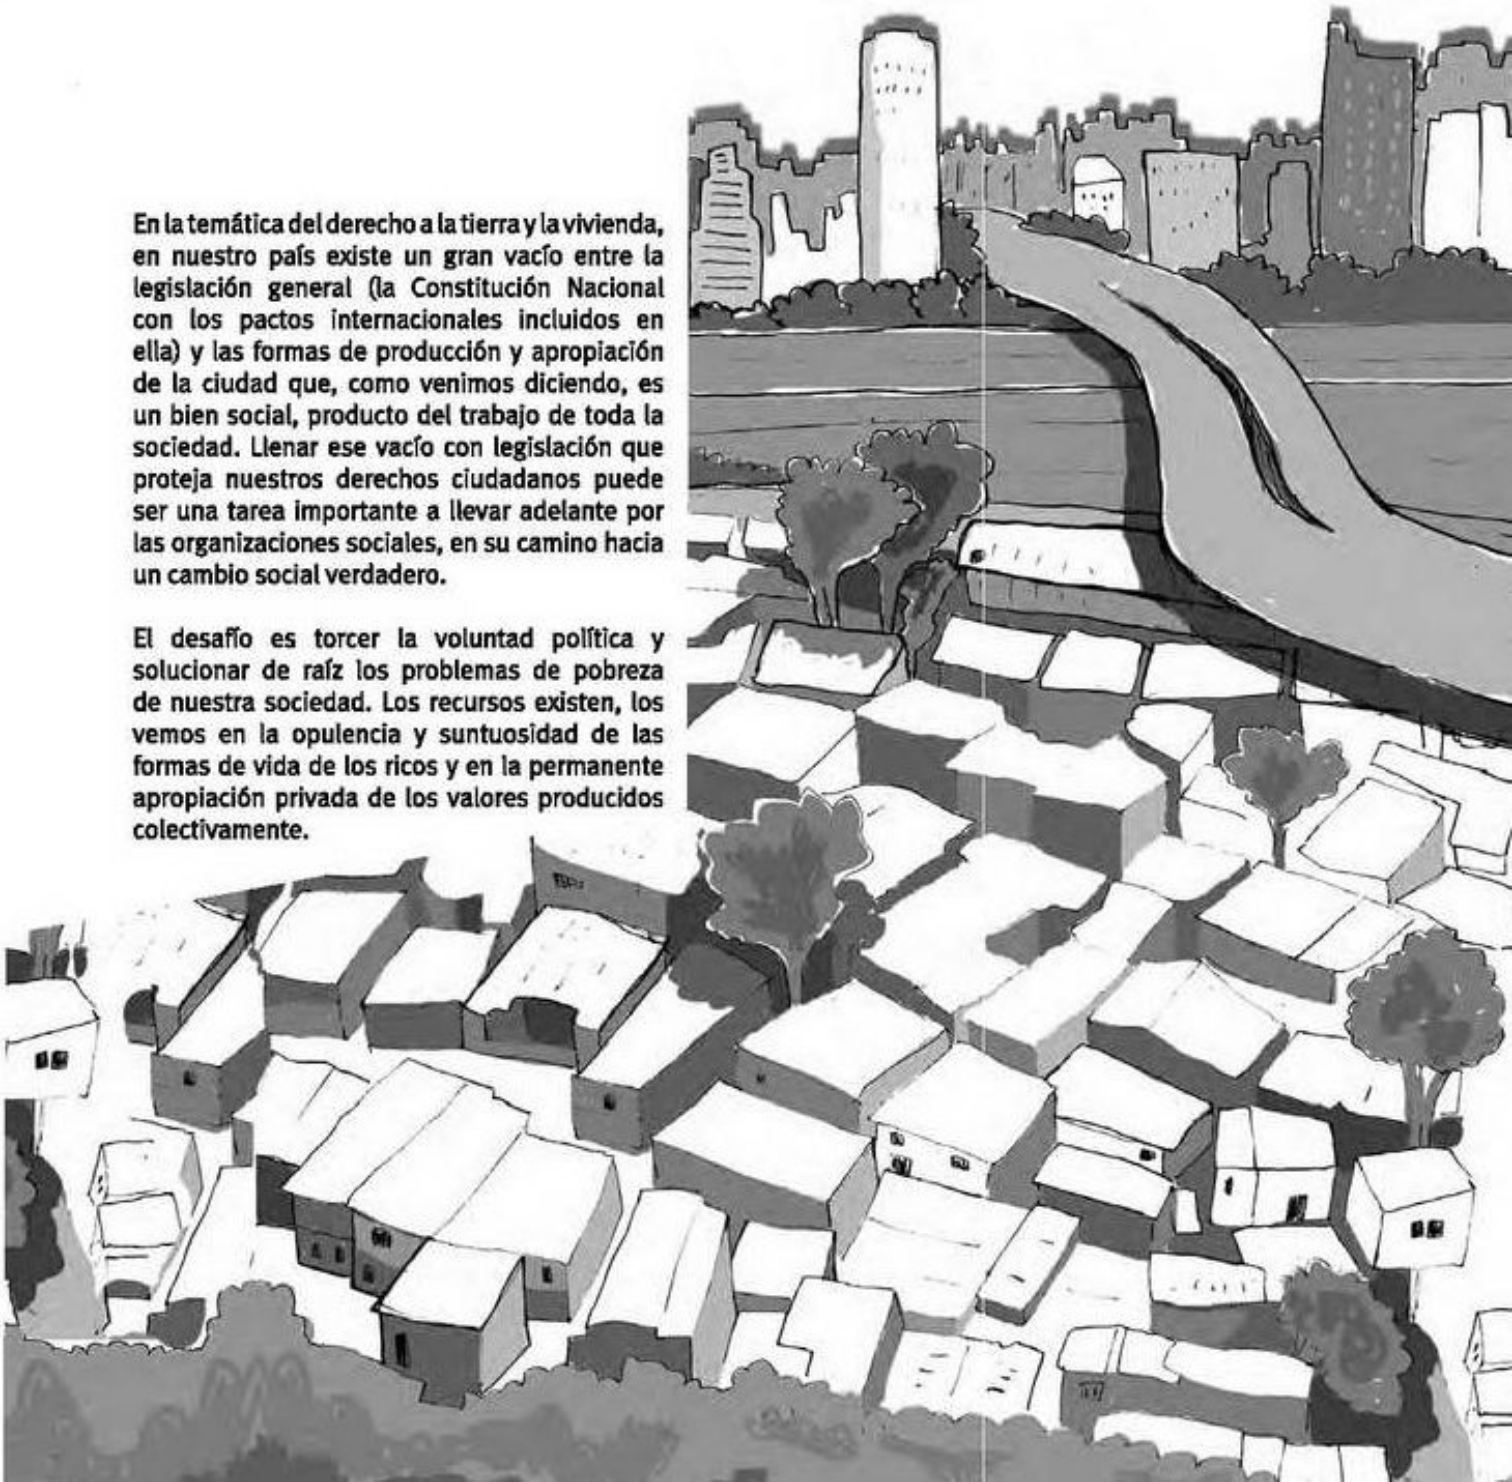 En la temática del derecho a la tierra y la vivienda,
en nuestro país existe un gran vacío entre la
legislación general (la Constitución Nacional
con los pactos internacionales incluidos en
ella) y las formas de producción y apropiación
de la ciudad que, como venimos diciendo, es
un bien social, producto del trabajo de toda la
sociedad. Llenar ese vacío con legislación que
proteja nuestros derechos ciudadanos puede
ser una tarea importante a llevar adelante por
las organizaciones sociales, en su camino hacia
un cambio social verdadero.
El desafío es torcer la voluntad política y
solucionar de raíz los problemas de pobreza
de nuestra sociedad. Los recursos existen, los
vemos en la opulencia y suntuosidad de las
formas de vida de los ricos y en la permanente
apropiación privada de los valores producidos
colectivamente.